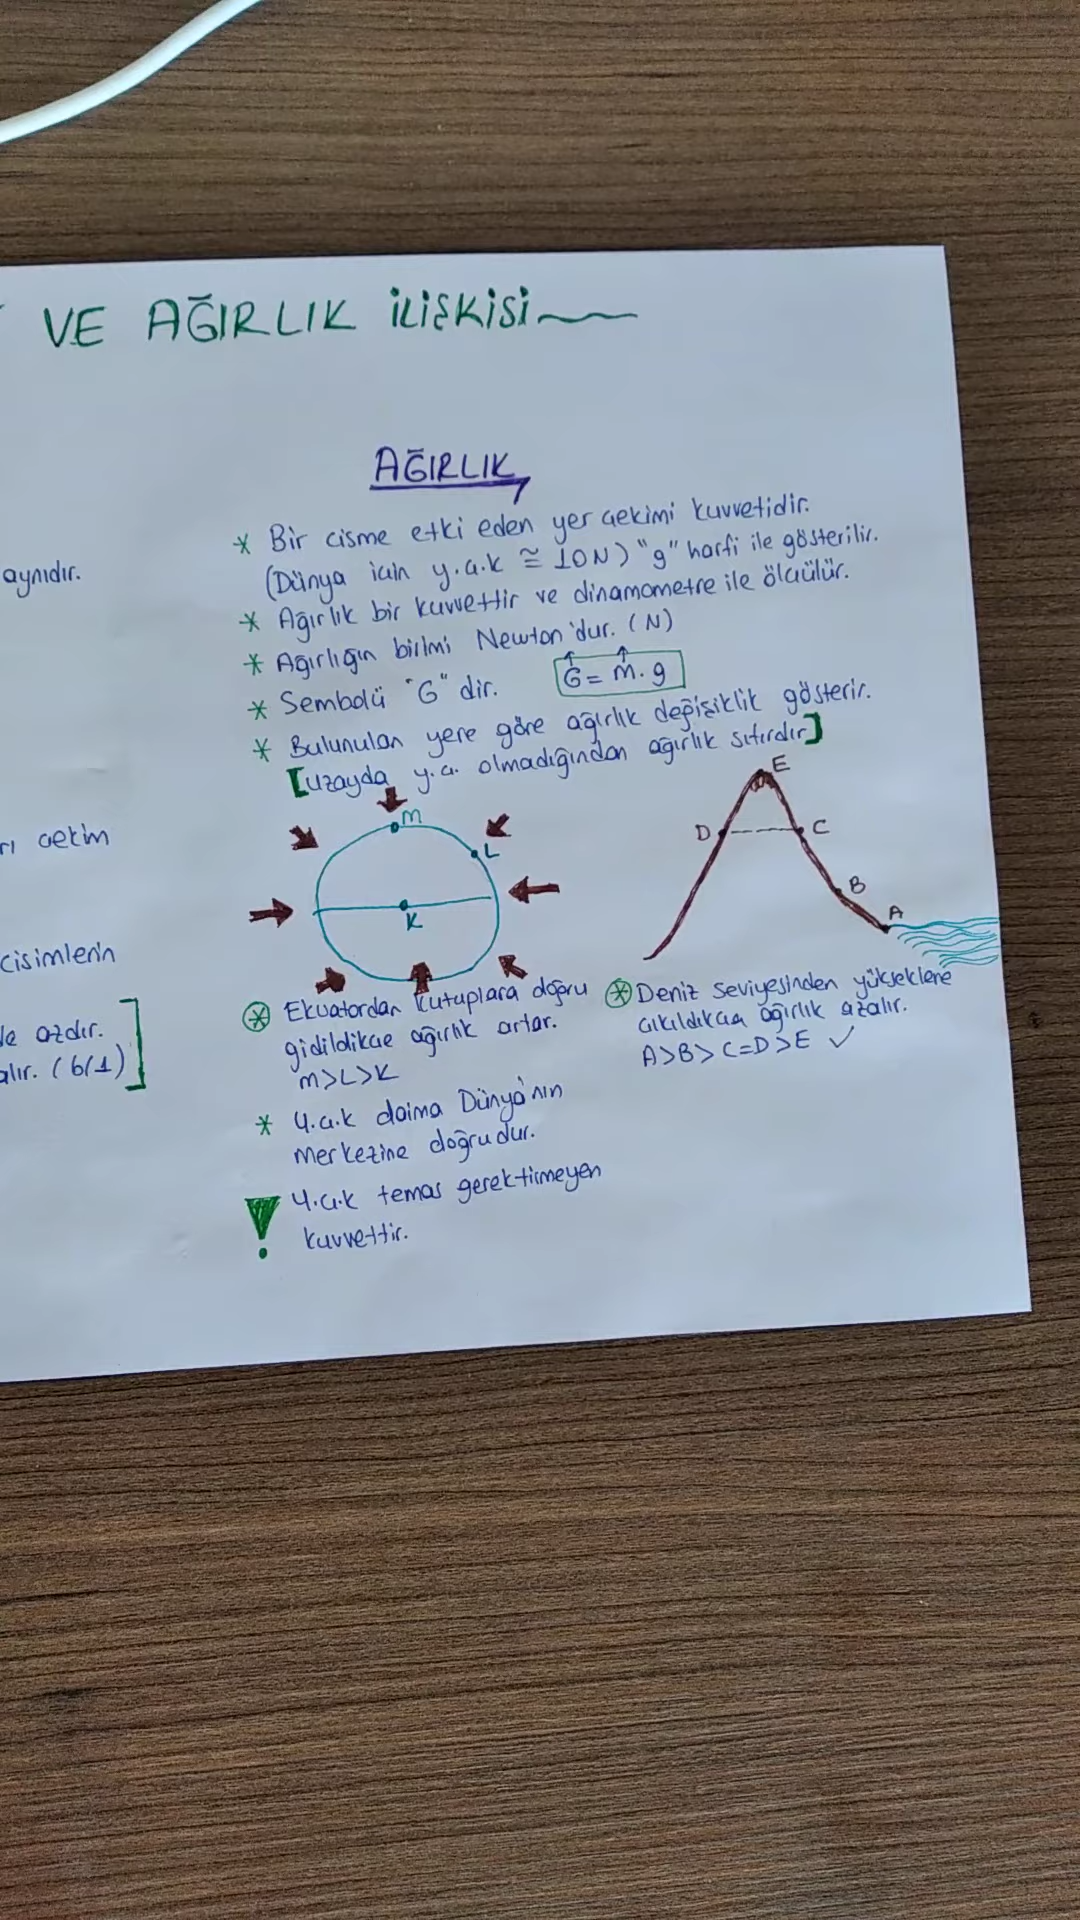 VE AĞIRLIK İLİŞKİSİ
AĞIRLIK
* Bir cisme etki eden yer çekimi kuvvetidir.
(Dünya için y.ç.k ≅ 10N) "g" harfi ile gösterilir.
* Ağırlık bir kuvvettir ve dinamometre ile ölçülür.
* Ağırlığın birimi Newton'dur. (N)
* Sembolü "G" dir.
G = m.g
* Bulunulan yere göre ağırlık değişiklik gösterir.
[uzayda y.ç. olmadığından ağırlık sıfırdır]
M
L
K
E
D
C
B
A
* Ekvatordan kutuplara doğru
gidildikçe ağırlık artar.
m>L>K
* Y.ç.k daima Dünya'nın
merkezine doğrudur.
! Y.ç.k temas gerektirmeyen
kuvvettir.
* Deniz seviyesinden yükseklere
çıkıldıkça ağırlık azalır.
A>B>C=D>E ✓
aynıdır.
rı çekim
cisimlerin
de azdır.
alır. (6/1)]